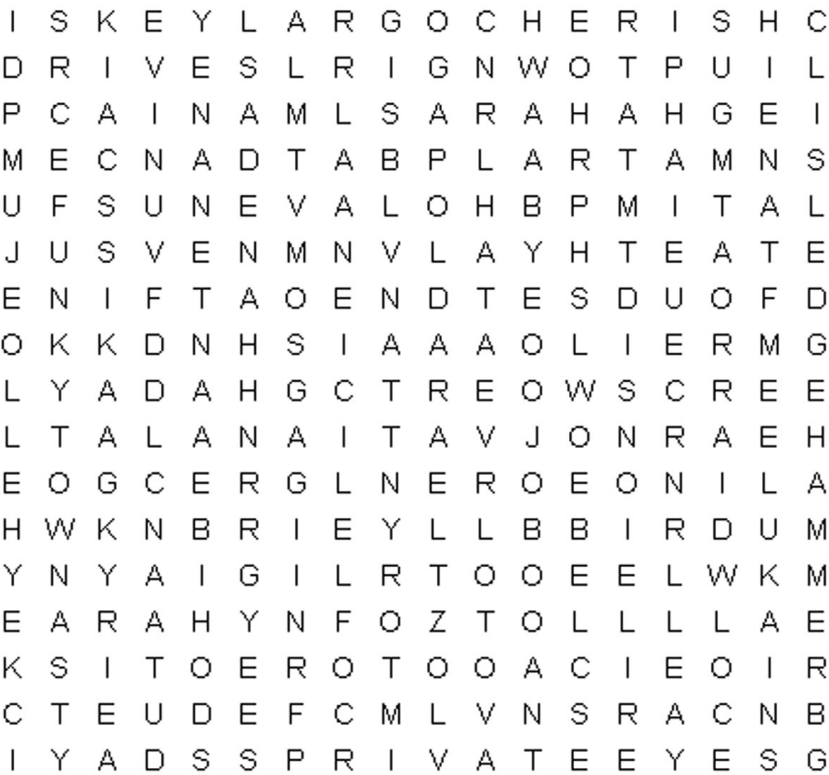 I S K E Y L A R G O C H E R I S H C
D R I V E S L R I G N W O T P U I L
P C A I N A M L S A R A H A H G E I
M E C N A D T A B P L A R T A M N S
U F S U N E V A L O H B P M I T A L
J U S V E N M N V L A Y H T E A T E
E N I F T A O E N D T E S D U O F D
O K K D N H S I A A A O L I E R M G
L Y A D A H G C T R E O W S C R E E
L T A L A N A I T A V J O N R A E H
E O G C E R G L N E R O E O N I L A
H W K N B R I E Y L L B B I R D U M
Y N Y A I G I L R T O O E E L W K M
E A R A H Y N F O Z T O L L L L A E
K S I T O E R O T O O A C I E O I R
C T E U D E F C M L V N S R A C N B
I Y A D S S P R I V A T E E Y E S G